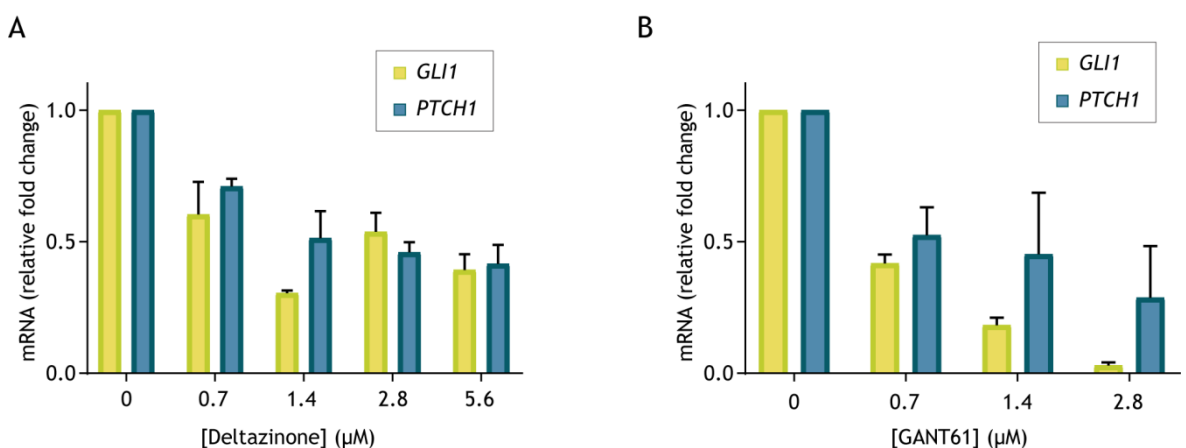 A
GLI1
PTCH1
mRNA (relative fold change)
1.0
0.5
0.0
0 0.7 1.4 2.8 5.6
[Deltazinone] (µM)
B
GLI1
PTCH1
mRNA (relative fold change)
1.0
0.5
0.0
0 0.7 1.4 2.8
[GANT61] (µM)